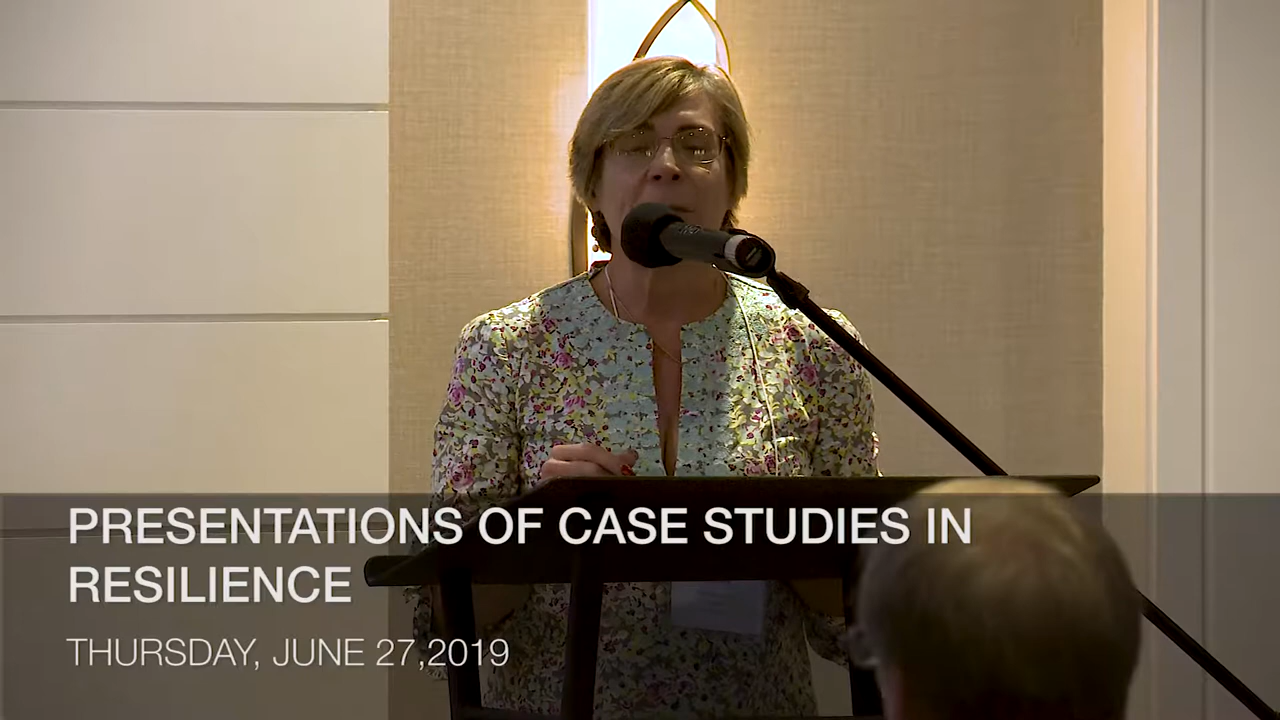 PRESENTATIONS OF CASE STUDIES IN
RESILIENCE
THURSDAY, JUNE 27,2019